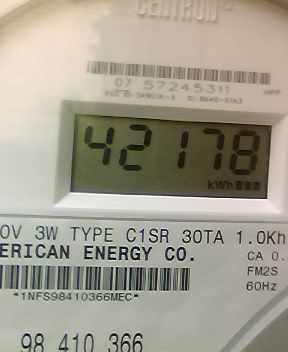 CENTRON®
07 57245311
42178
kWh
0V 3W TYPE C1SR 30TA 1.0Kh
ERICAN ENERGY CO.
CA 0.
FM2S
60Hz
*1NFS98410366MEC*
98 410 366